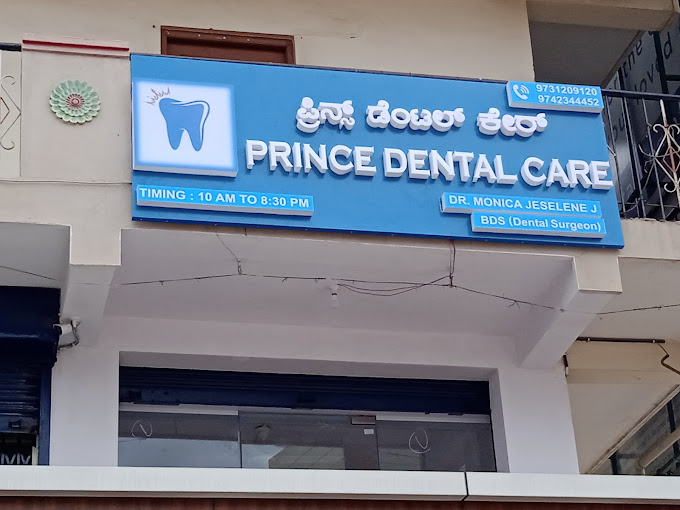 9731209120
9742344452
ಪ್ರಿನ್ಸ್ ಡೆಂಟಲ್ ಕೇರ್
PRINCE DENTAL CARE
TIMING : 10 AM TO 8:30 PM
DR. MONICA JESELENE J
BDS (Dental Surgeon)